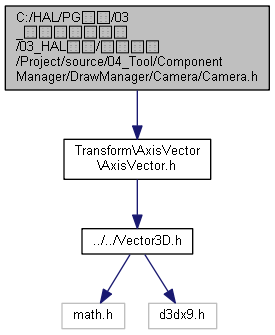 C:/HAL/PG□□/03
_□□□□□□□
/03_HAL□□/□□□□
/Project/source/04_Tool/Component
Manager/DrawManager/Camera/Camera.h
Transform\AxisVector
\AxisVector.h
../../Vector3D.h
math.h
d3dx9.h